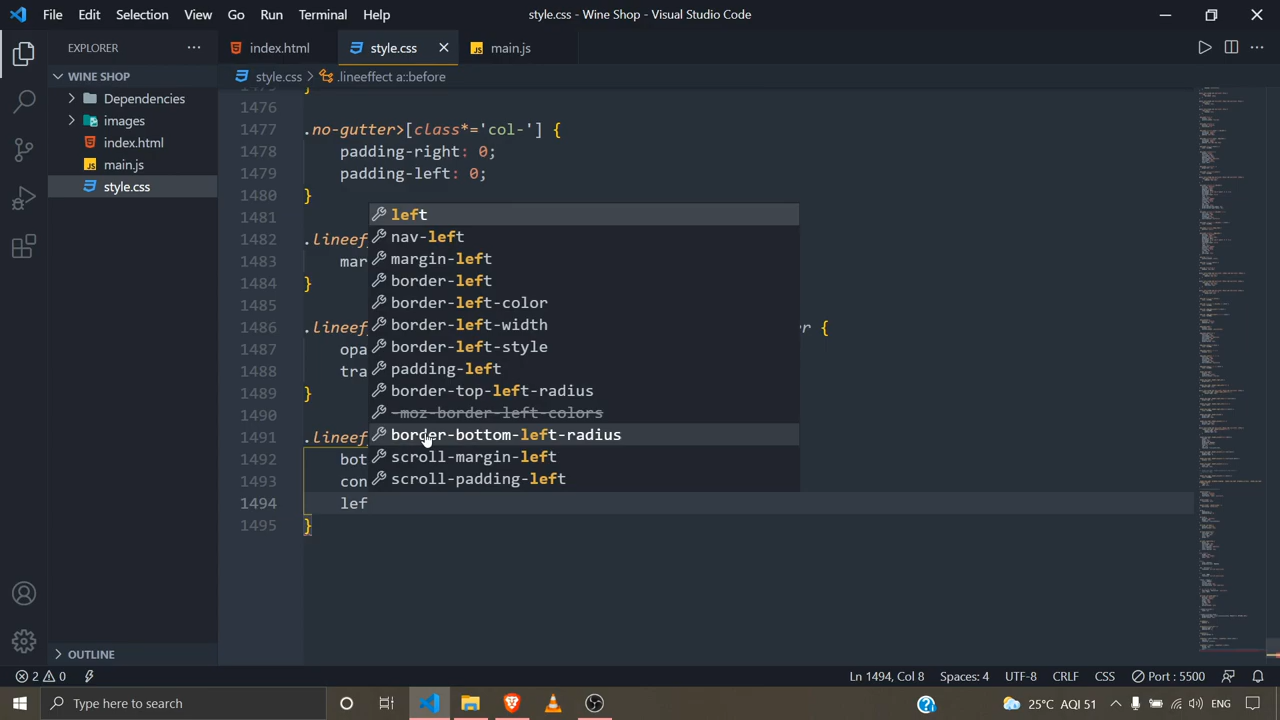 File Edit Selection View Go Run Terminal Help style.css - Wine Shop - Visual Studio Code
EXPLORER
WINE SHOP
Dependencies
images
index.html
main.js
style.css
OUTLINE
index.html style.css main.js
style.css .lineeffect a::before
1476
1477 .no-gutter>[class*='col-'] {
1478 padding-right: 0;
1479 padding-left: 0;
1480 }
1481
1482 .lineef
1483 mar
1484 }
1485
1486 .lineef {
1487 opa
1488 tra
1489 }
1490
1491 .lineef
1492 bot
1493 con
1494 lef
1495 }
left
nav-left
margin-left
border-left
border-left-color
border-left-width
border-left-style
padding-left
border-top-left-radius
-moz-border-left-colors
border-bottom-left-radius
scroll-margin-left
scroll-padding-left
2 0 Ln 1494, Col 8 Spaces: 4 UTF-8 CRLF CSS Port : 5500
Type here to search 25°C AQI 51 ENG